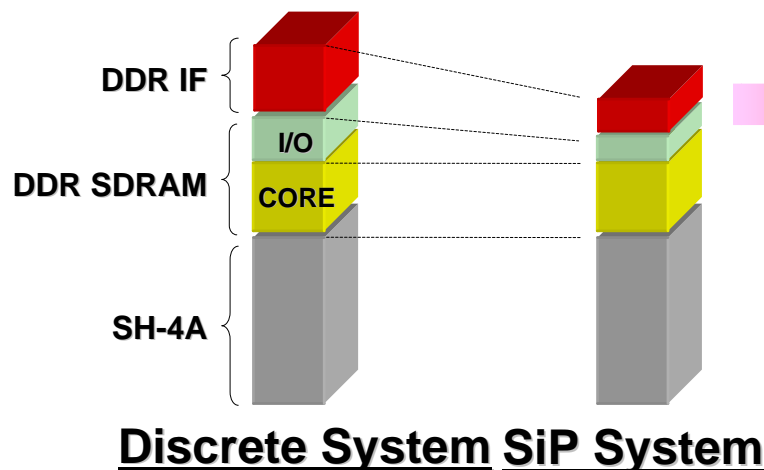 DDR IF
I/O
DDR SDRAM
CORE
SH-4A
Discrete System SiP System